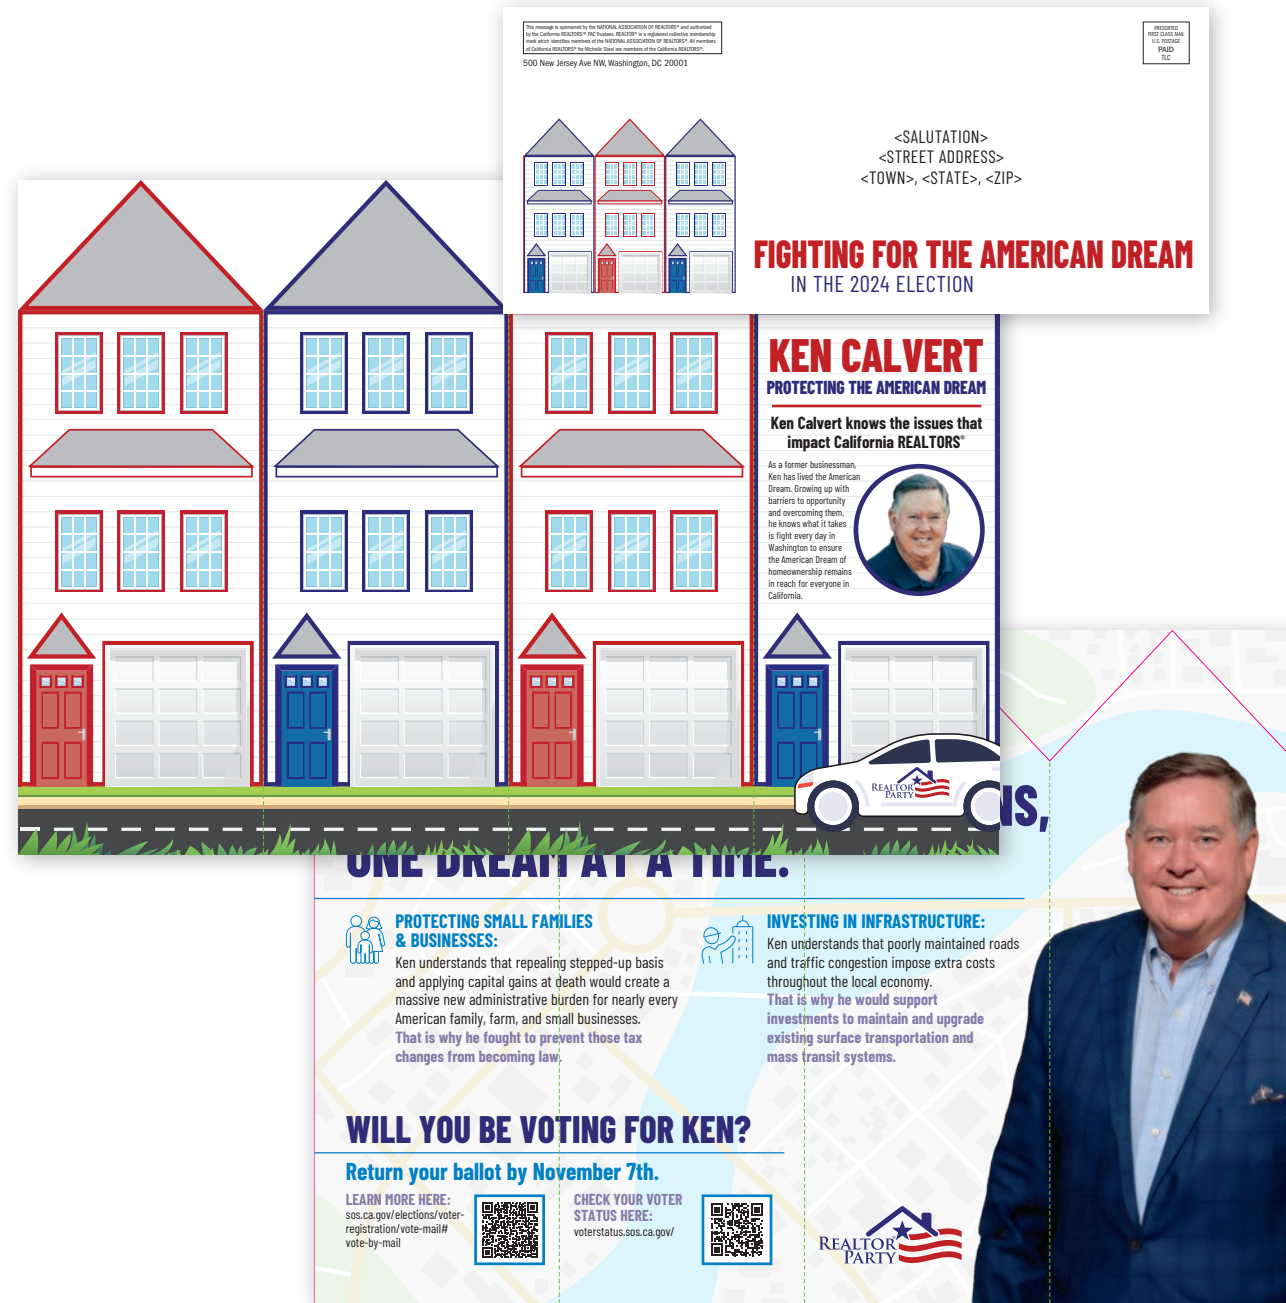 This message is sponsored by the NATIONAL ASSOCIATION OF REALTORS® and authorized
by the California REALTORS'™ PAC Trustees. REALTOR® is a registered collective membership
mark which identifies members of the NATIONAL ASSOCIATION OF REALTORS®. All members
of California REALTORS® for Michelle Steel are members of the California REALTORS®.
500 New Jersey Ave NW, Washington, DC 20001
PRESORTED
FIRST CLASS MAIL
U.S. POSTAGE
PAID
TLC
<SALUTATION>
<STREET ADDRESS>
<TOWN>, <STATE>, <ZIP>
FIGHTING FOR THE AMERICAN DREAM
IN THE 2024 ELECTION
KEN CALVERT
PROTECTING THE AMERICAN DREAM
Ken Calvert knows the issues that
impact California REALTORS®
As a former businessman,
Ken has lived the American
Dream. Growing up with
barriers to opportunity
and overcoming them,
he knows what it takes
is fight every day in
Washington to ensure
the American Dream of
homeownership remains
in reach for everyone in
California.
REALTOR®
PARTY
NS,
ONE DREAM AT A TIME.
PROTECTING SMALL FAMILIES
& BUSINESSES:
Ken understands that repealing stepped-up basis
and applying capital gains at death would create a
massive new administrative burden for nearly every
American family, farm, and small businesses.
That is why he fought to prevent those tax
changes from becoming law.
INVESTING IN INFRASTRUCTURE:
Ken understands that poorly maintained roads
and traffic congestion impose extra costs
throughout the local economy.
That is why he would support
investments to maintain and upgrade
existing surface transportation and
mass transit systems.
WILL YOU BE VOTING FOR KEN?
Return your ballot by November 7th.
LEARN MORE HERE:
sos.ca.gov/elections/voter-
registration/vote-mail#
vote-by-mail
CHECK YOUR VOTER
STATUS HERE:
voterstatus.sos.ca.gov/
REALTOR®
PARTY